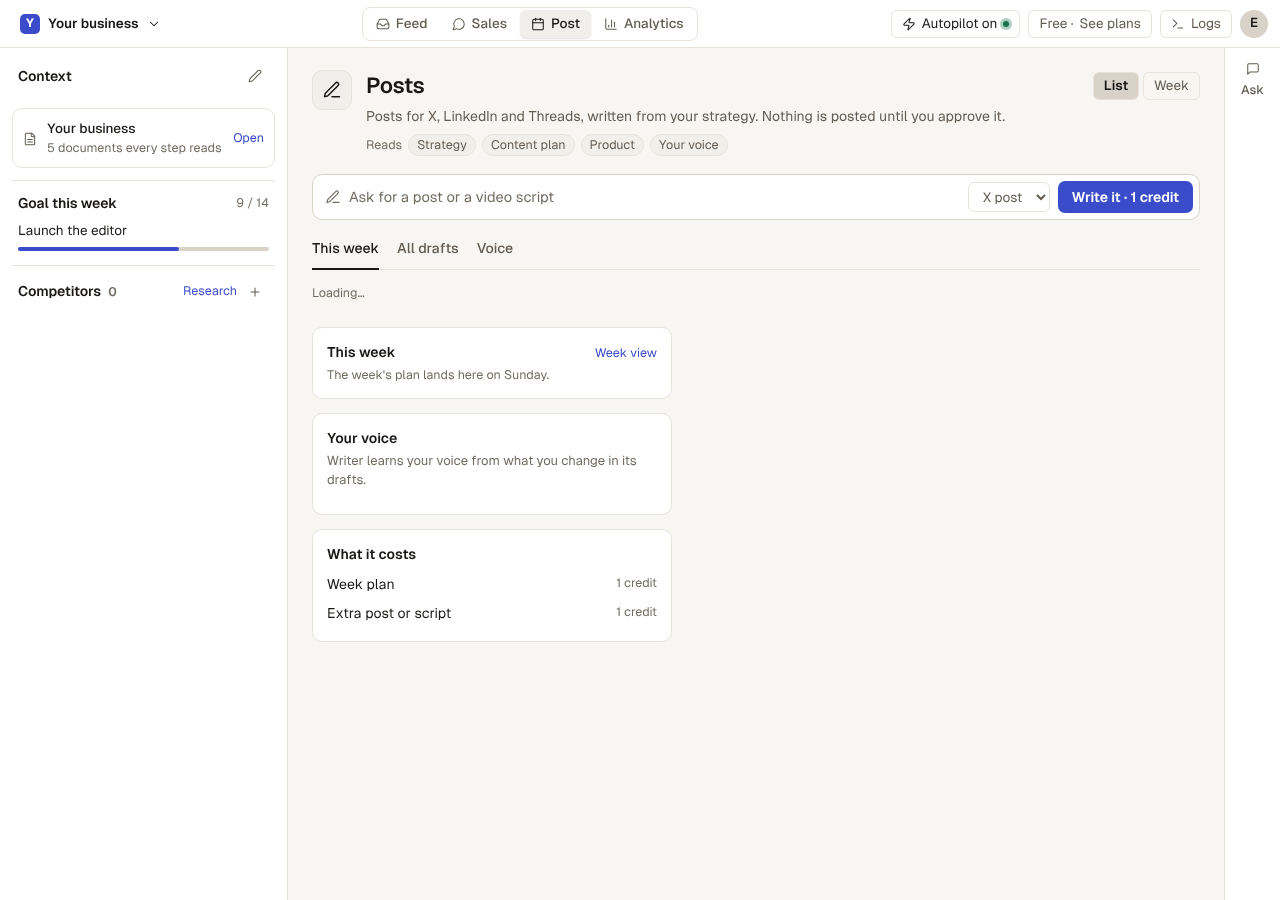 Y Your business
Feed Sales Post Analytics
Autopilot on
Free · See plans
Logs
E
Context
Your business
5 documents every step reads
Open
Goal this week 9 / 14
Launch the editor
Competitors 0 Research +
Posts
Posts for X, LinkedIn and Threads, written from your strategy. Nothing is posted until you approve it.
Reads Strategy Content plan Product Your voice
List Week
Ask for a post or a video script
X post
Write it · 1 credit
This week All drafts Voice
Loading…
This week Week view
The week's plan lands here on Sunday.
Your voice
Writer learns your voice from what you change in its
drafts.
What it costs
Week plan 1 credit
Extra post or script 1 credit
Ask